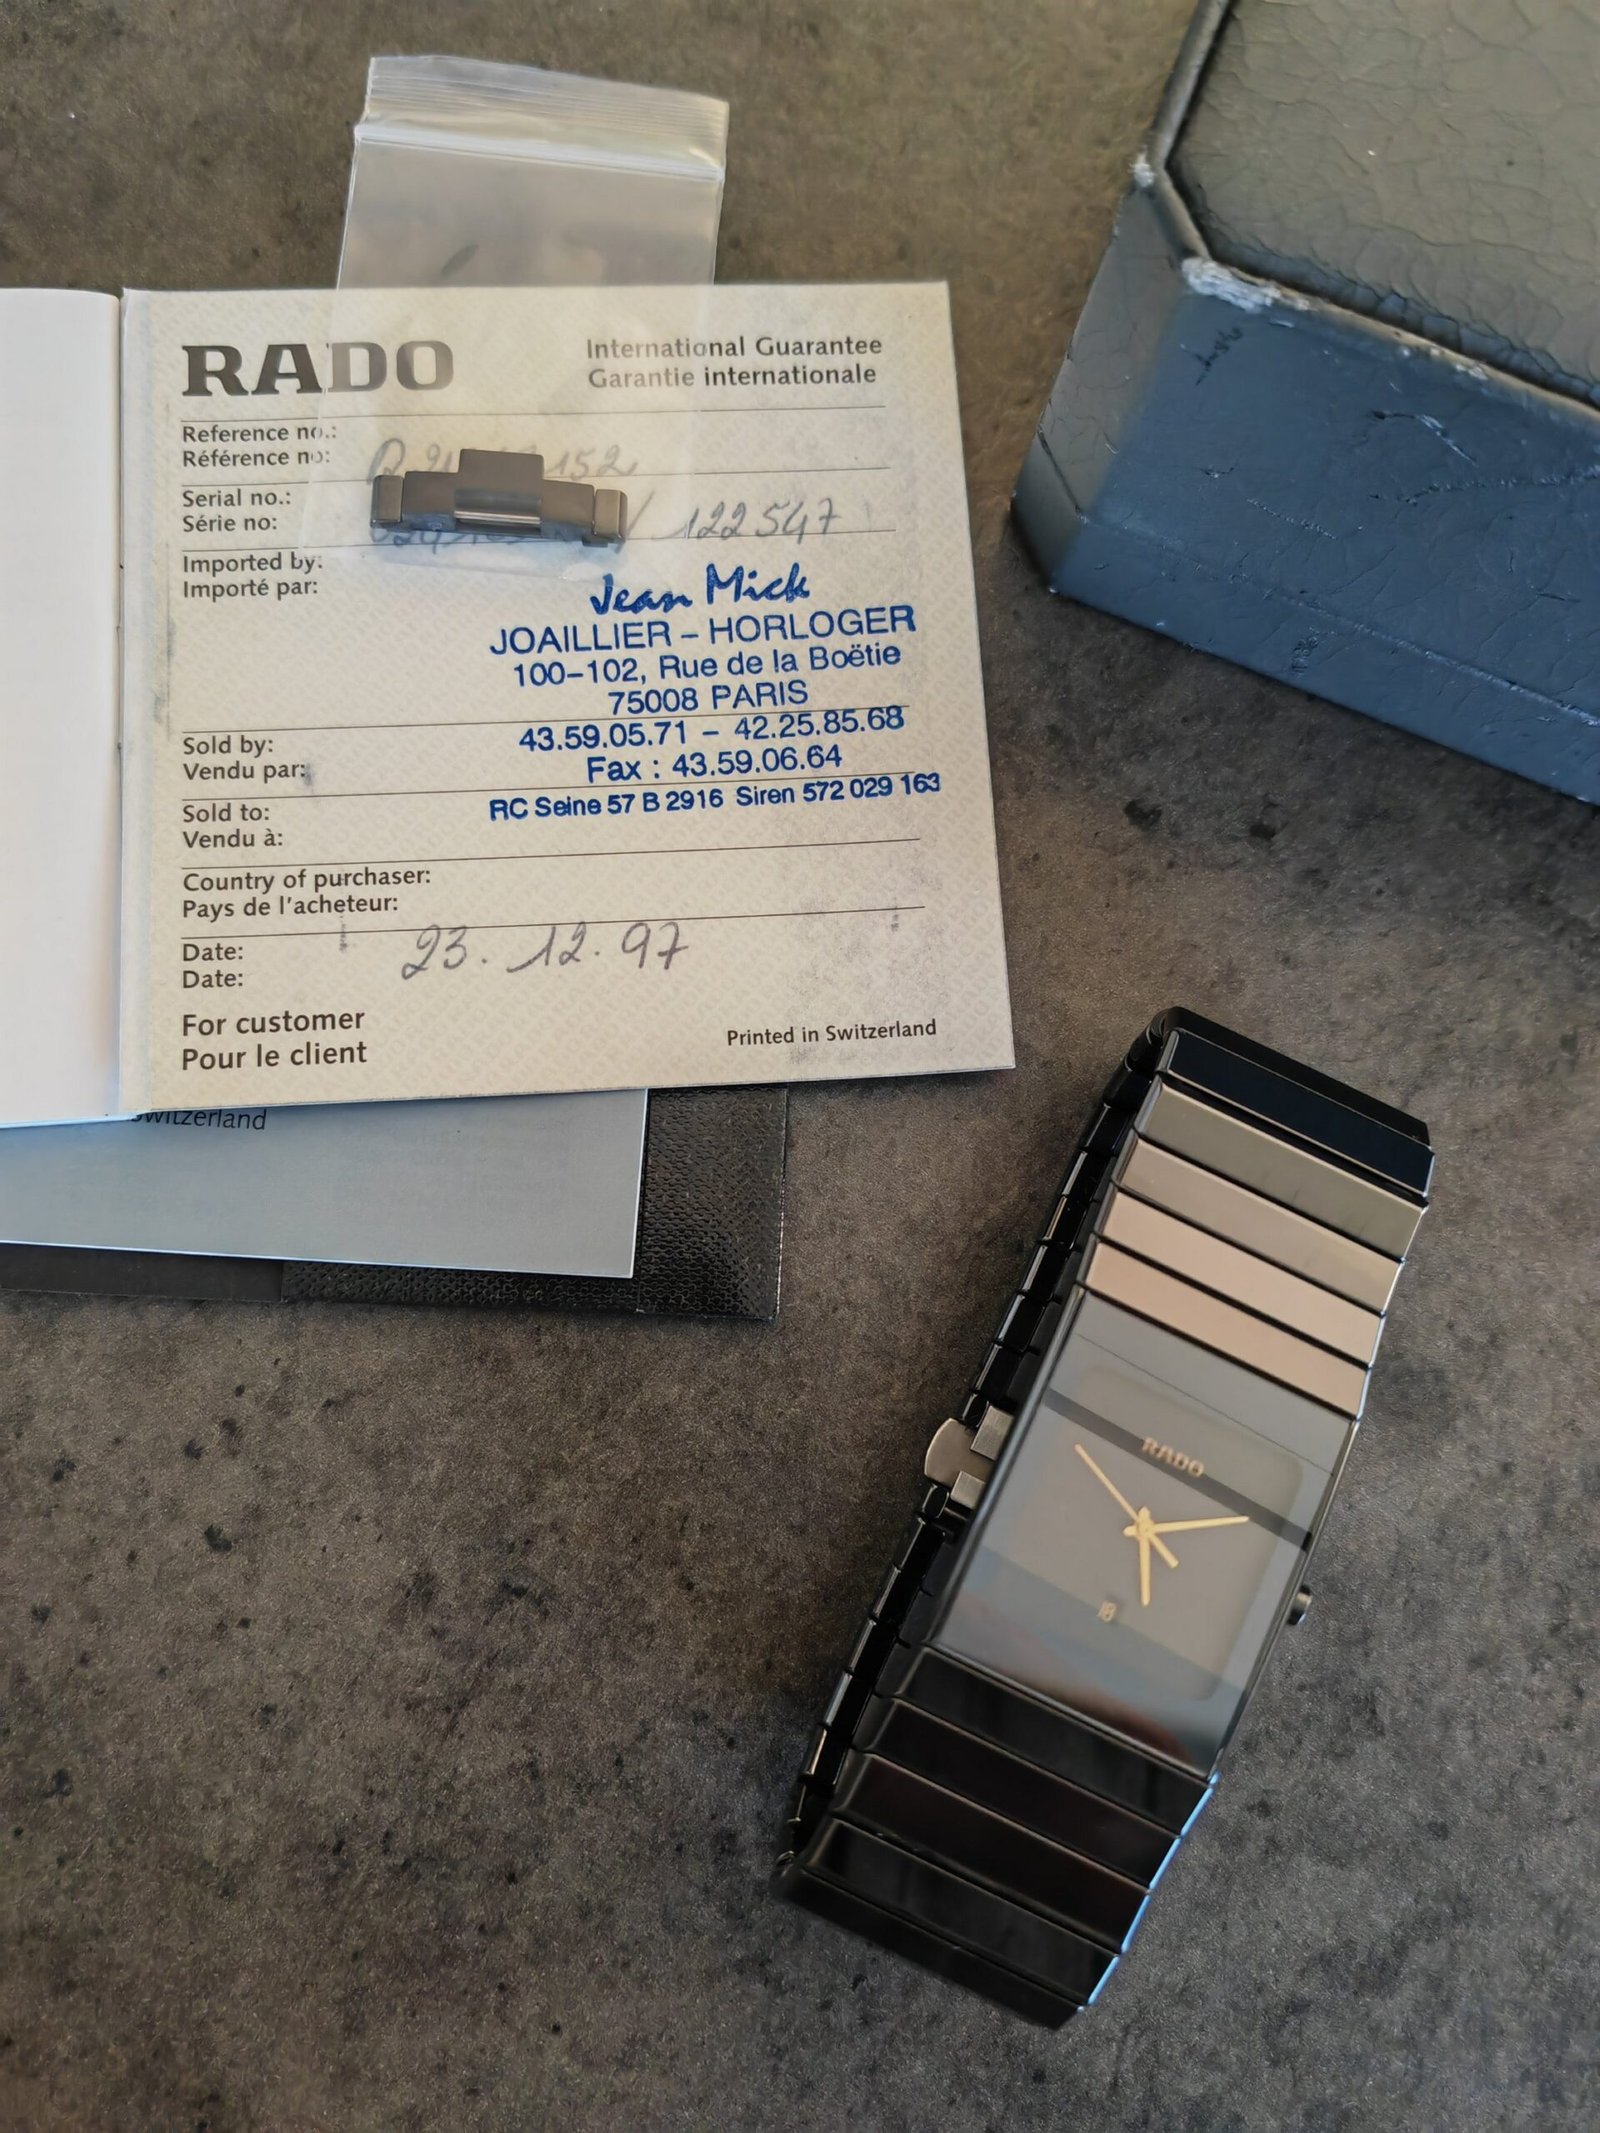 RADO
International Guarantee
Garantie internationale
Reference no.:
Référence no:
152
Serial no.:
Série no:
122547
Imported by:
Importé par:
Jean Mick
JOAILLIER – HORLOGER
100–102, Rue de la Boëtie
75008 PARIS
43.59.05.71 – 42.25.85.68
Fax : 43.59.06.64
RC Seine 57 B 2916 Siren 572 029 163
Sold by:
Vendu par:
Sold to:
Vendu à:
Country of purchaser:
Pays de l'acheteur:
Date:
Date:
23.12.97
For customer
Pour le client
Printed in Switzerland
Switzerland
RADO
18